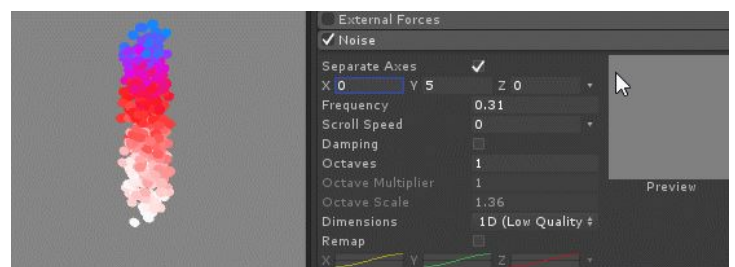 External Forces
Noise
Separate Axes
X 0 Y 5 Z 0
Frequency 0.31
Scroll Speed 0
Damping
Octaves 1
Octave Multiplier 1
Octave Scale 1.36
Dimensions 1D (Low Quality
Remap
X Y Z
Preview